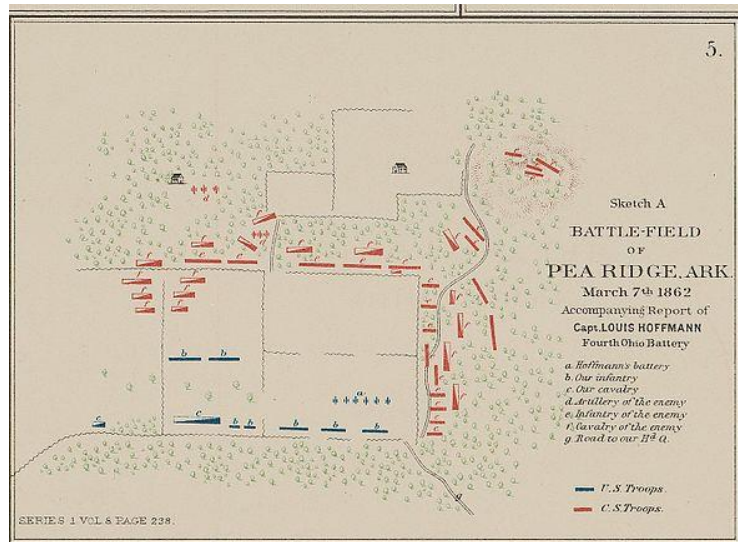 5.
Sketch A
BATTLE-FIELD
OF
PEA RIDGE, ARK.
March 7th 1862
Accompanying Report of
Capt. LOUIS HOFFMANN
Fourth Ohio Battery
a. Hoffmann's battery
b. Our infantry
c. Our cavalry
d. Artillery of the enemy
e. Infantry of the enemy
f. Cavalry of the enemy
g. Road to our Hd Q.
U.S. Troops.
C.S. Troops.
d
b b
a
c c b b b b b
g
SERIES 1 VOL 8 PAGE 238.